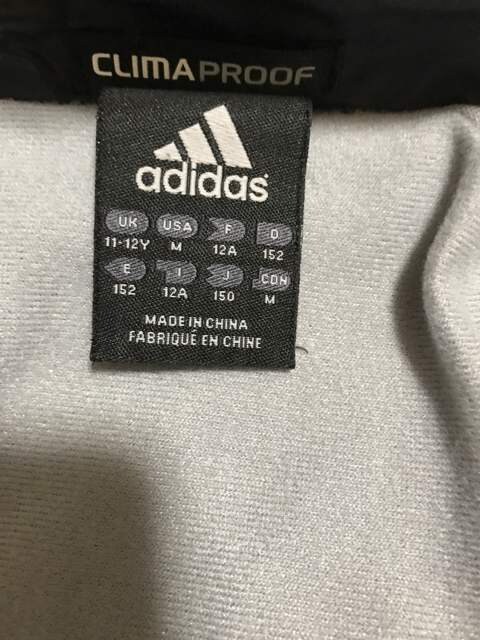 CLIMAPROOF
adidas
UK USA F D
11-12Y M 12A 152
E I J CDN
152 12A 150 M
MADE IN CHINA
FABRIQUÉ EN CHINE